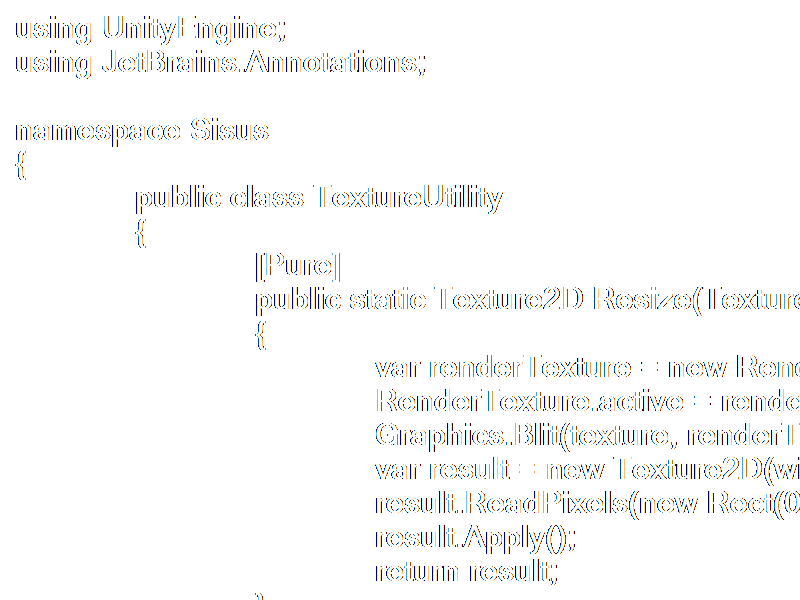 using UnityEngine;
using JetBrains.Annotations;
namespace Sisus
{
public class TextureUtility
{
[Pure]
public static Texture2D Resize(Texture
{
var renderTexture = new Rend
RenderTexture.active = rende
Graphics.Blit(texture, renderT
var result = new Texture2D(wi
result.ReadPixels(new Rect(0
result.Apply();
return result;
}